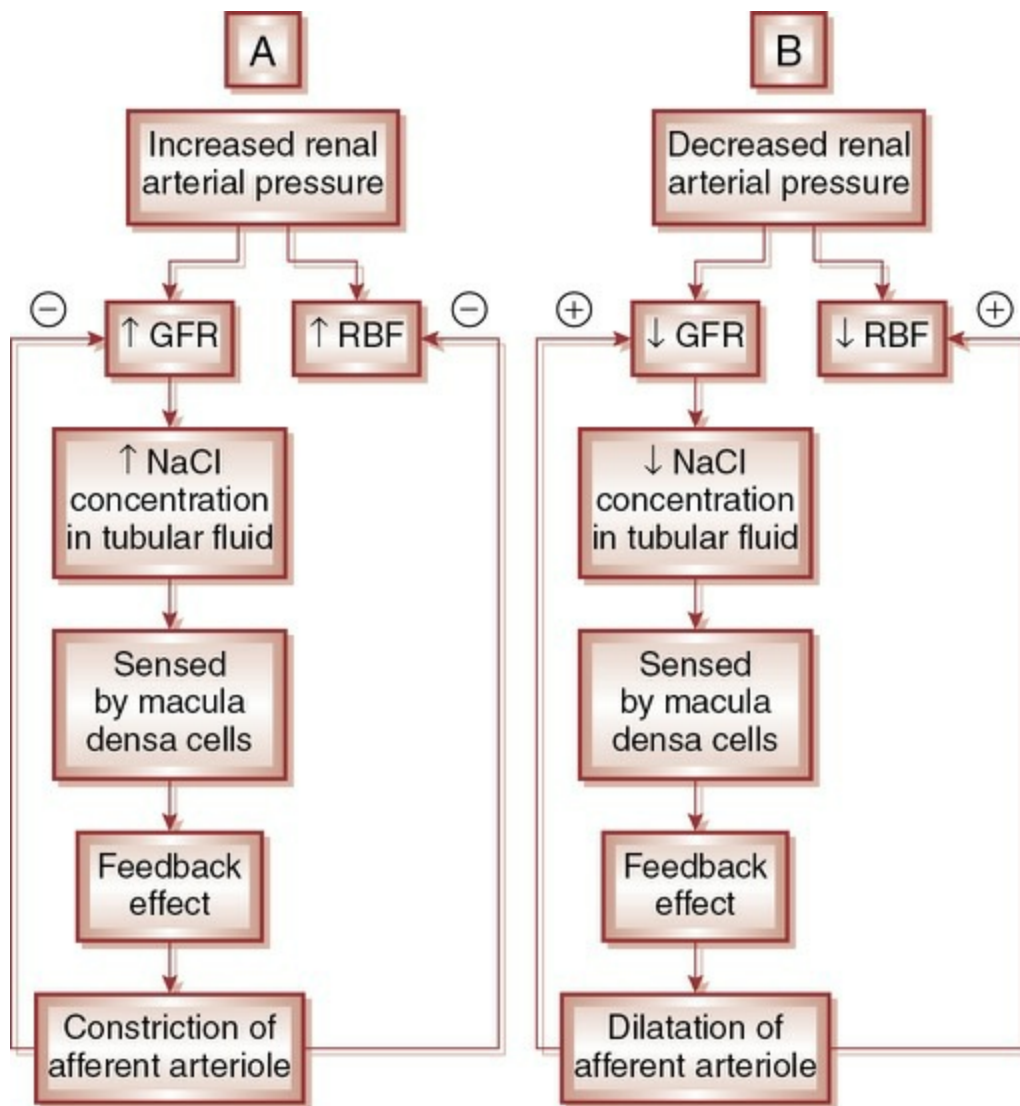 A
Increased renal
arterial pressure
−
↑ GFR
↑ RBF
−
↑ NaCl
concentration
in tubular fluid
Sensed
by macula
densa cells
Feedback
effect
Constriction of
afferent arteriole
B
Decreased renal
arterial pressure
+
↓ GFR
↓ RBF
+
↓ NaCl
concentration
in tubular fluid
Sensed
by macula
densa cells
Feedback
effect
Dilatation of
afferent arteriole